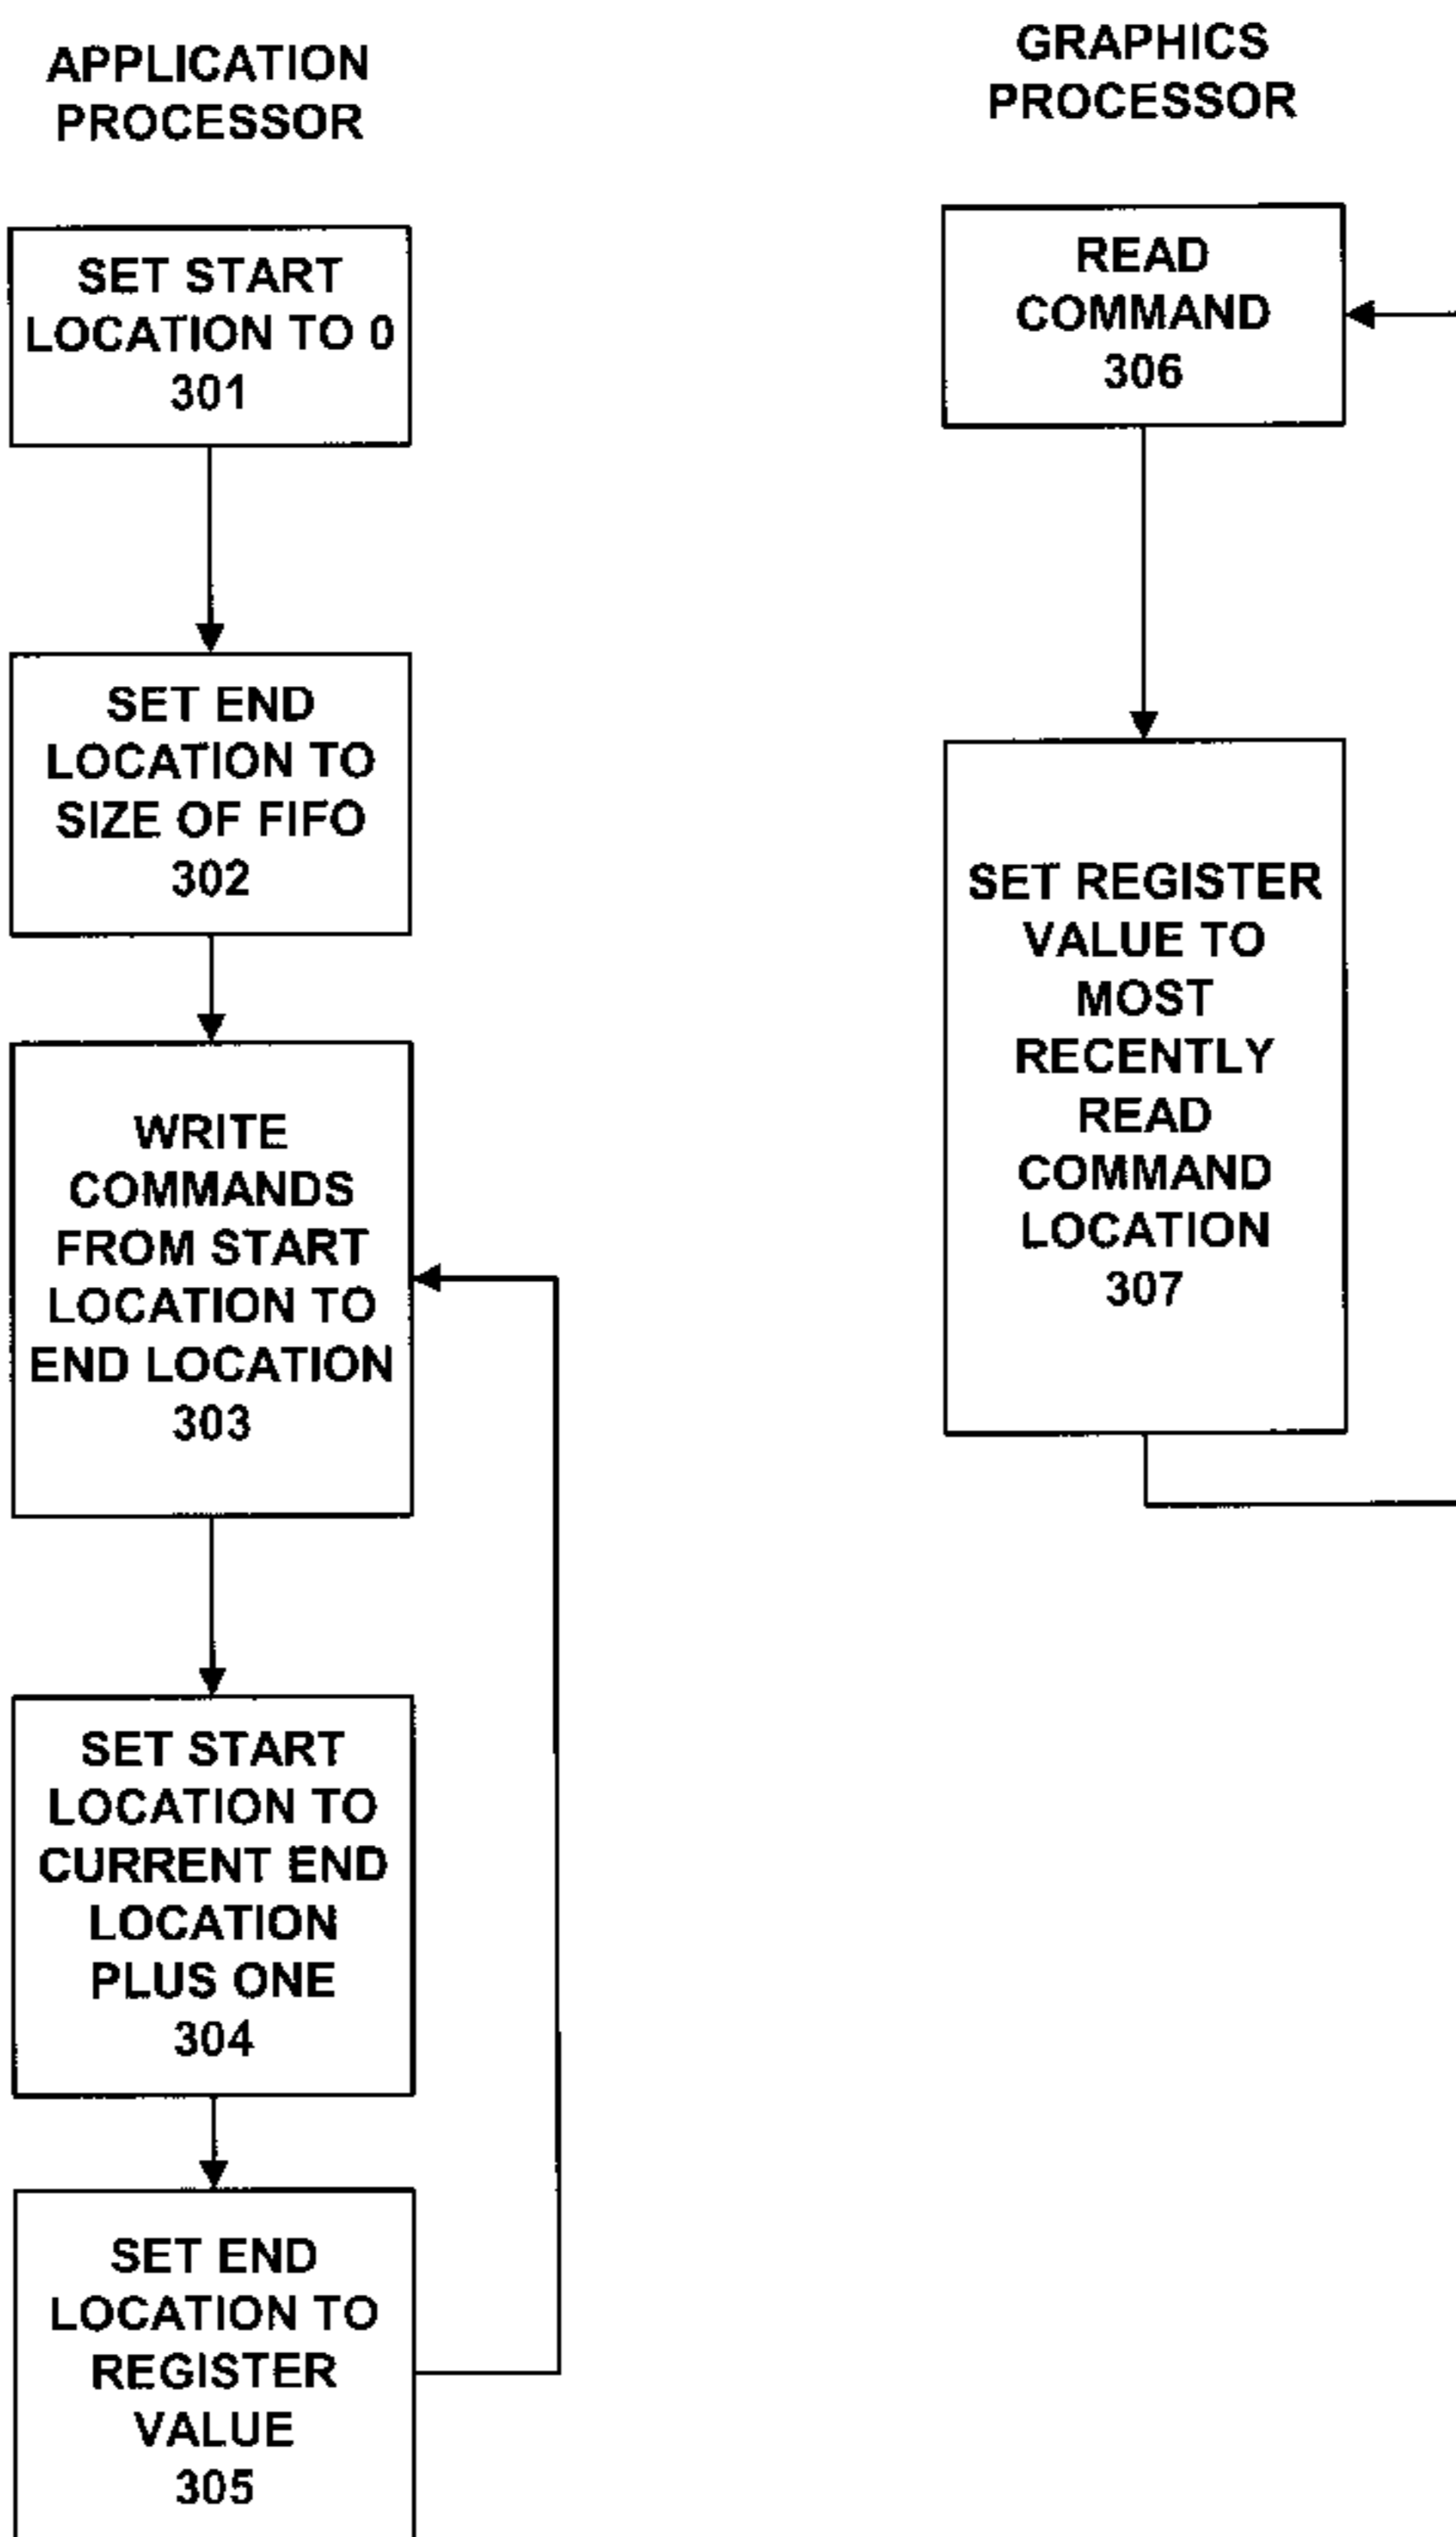 APPLICATION
PROCESSOR
SET START
LOCATION TO 0
301
SET END
LOCATION TO
SIZE OF FIFO
302
WRITE
COMMANDS
FROM START
LOCATION TO
END LOCATION
303
SET START
LOCATION TO
CURRENT END
LOCATION
PLUS ONE
304
SET END
LOCATION TO
REGISTER
VALUE
305
GRAPHICS
PROCESSOR
READ
COMMAND
306
SET REGISTER
VALUE TO
MOST
RECENTLY
READ
COMMAND
LOCATION
307